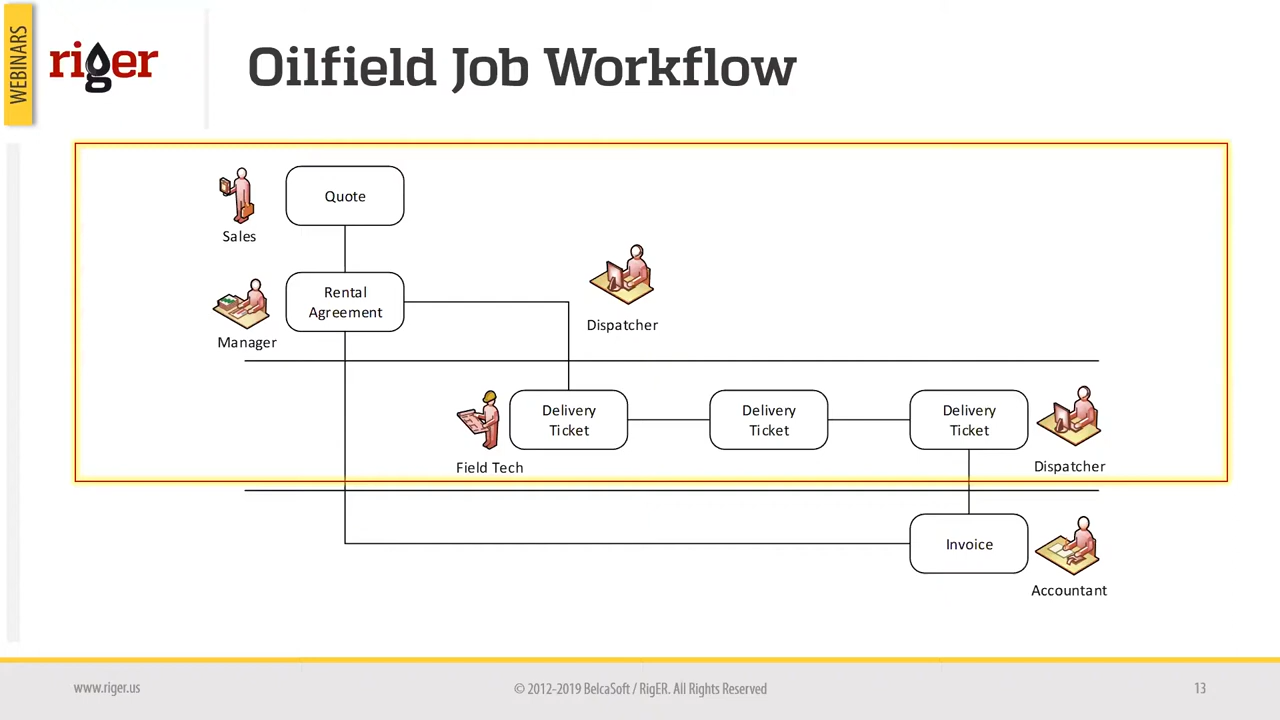 WEBINARS
riger
Oilfield Job Workflow
Quote
Sales
Rental
Agreement
Manager
Dispatcher
Delivery
Ticket
Delivery
Ticket
Delivery
Ticket
Field Tech
Dispatcher
Invoice
Accountant
www.riger.us
© 2012-2019 BelcaSoft / RigER. All Rights Reserved
13